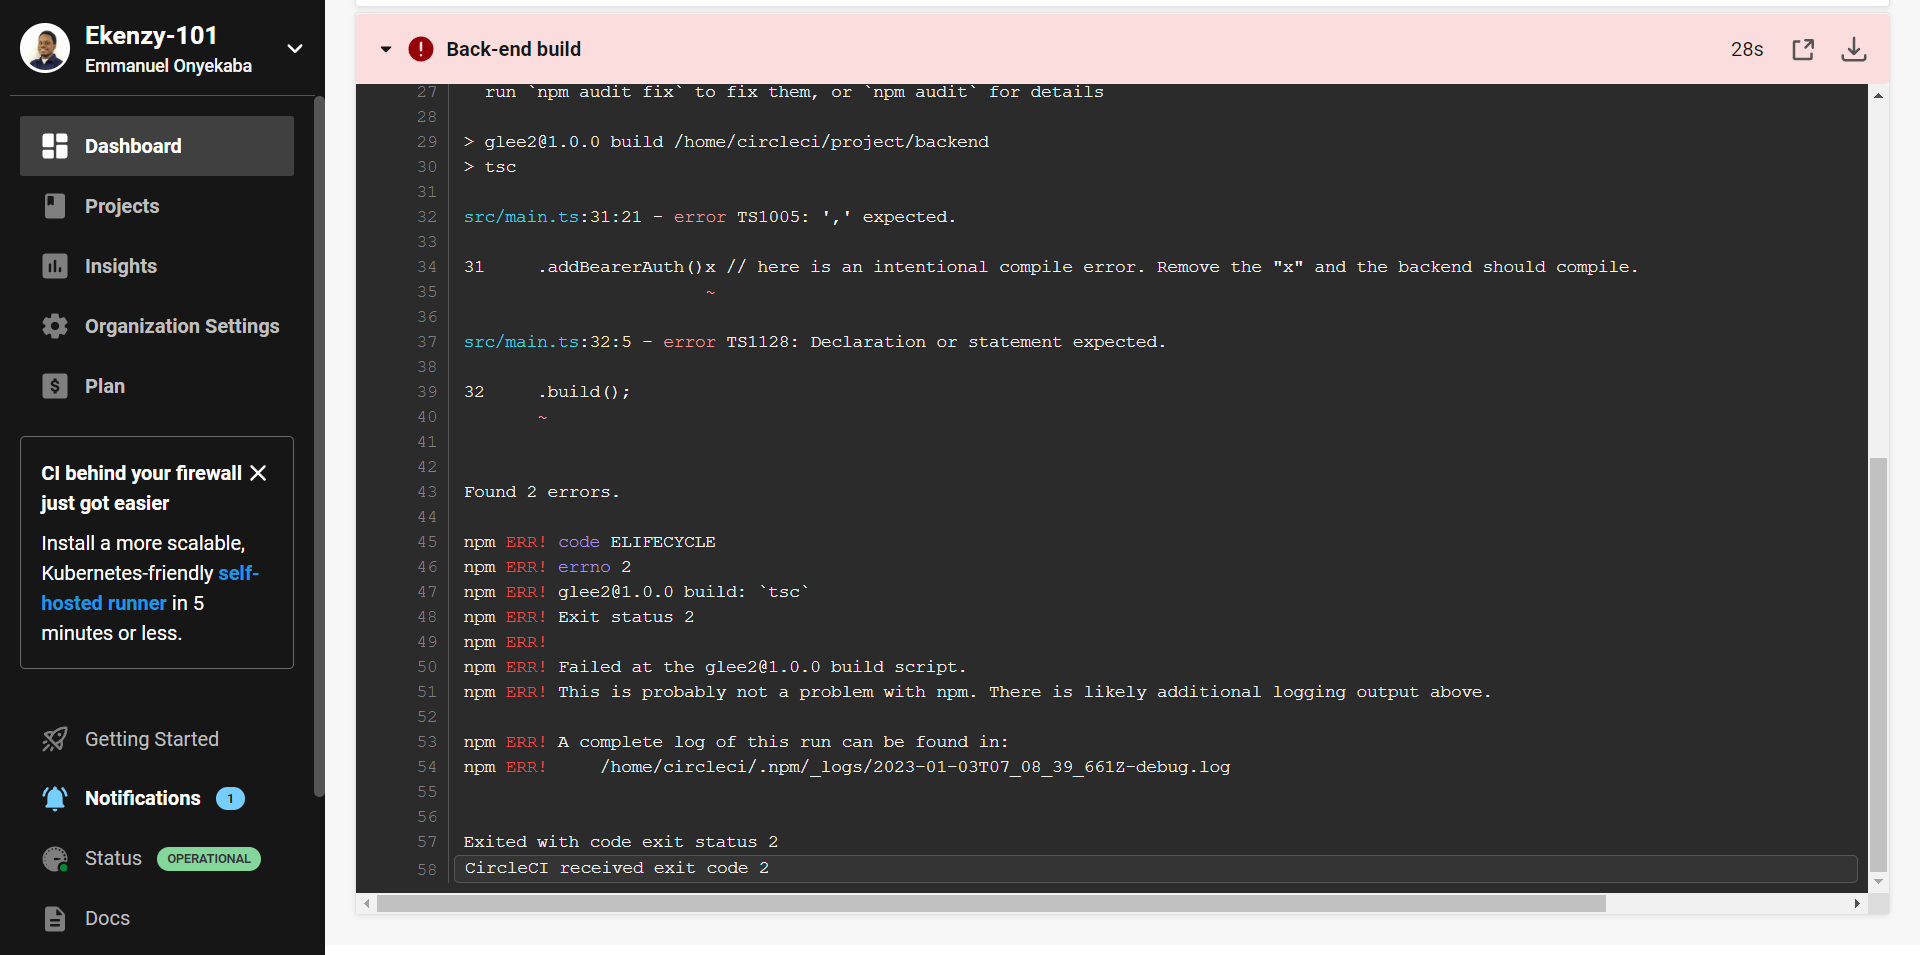 Ekenzy-101
Emmanuel Onyekaba
Dashboard
Projects
Insights
Organization Settings
Plan
CI behind your firewall
just got easier
Install a more scalable,
Kubernetes-friendly self-
hosted runner in 5
minutes or less.
Getting Started
Notifications 1
Status OPERATIONAL
Docs
Back-end build 28s
27 run `npm audit fix` to fix them, or `npm audit` for details
28
29 > glee2@1.0.0 build /home/circleci/project/backend
30 > tsc
31
32 src/main.ts:31:21 - error TS1005: ',' expected.
33
34 31     .addBearerAuth()x // here is an intentional compile error. Remove the "x" and the backend should compile.
35 ~
36
37 src/main.ts:32:5 - error TS1128: Declaration or statement expected.
38
39 32     .build();
40 ~
41
42
43 Found 2 errors.
44
45 npm ERR! code ELIFECYCLE
46 npm ERR! errno 2
47 npm ERR! glee2@1.0.0 build: `tsc`
48 npm ERR! Exit status 2
49 npm ERR!
50 npm ERR! Failed at the glee2@1.0.0 build script.
51 npm ERR! This is probably not a problem with npm. There is likely additional logging output above.
52
53 npm ERR! A complete log of this run can be found in:
54 npm ERR!     /home/circleci/.npm/_logs/2023-01-03T07_08_39_661Z-debug.log
55
56
57 Exited with code exit status 2
58 CircleCI received exit code 2